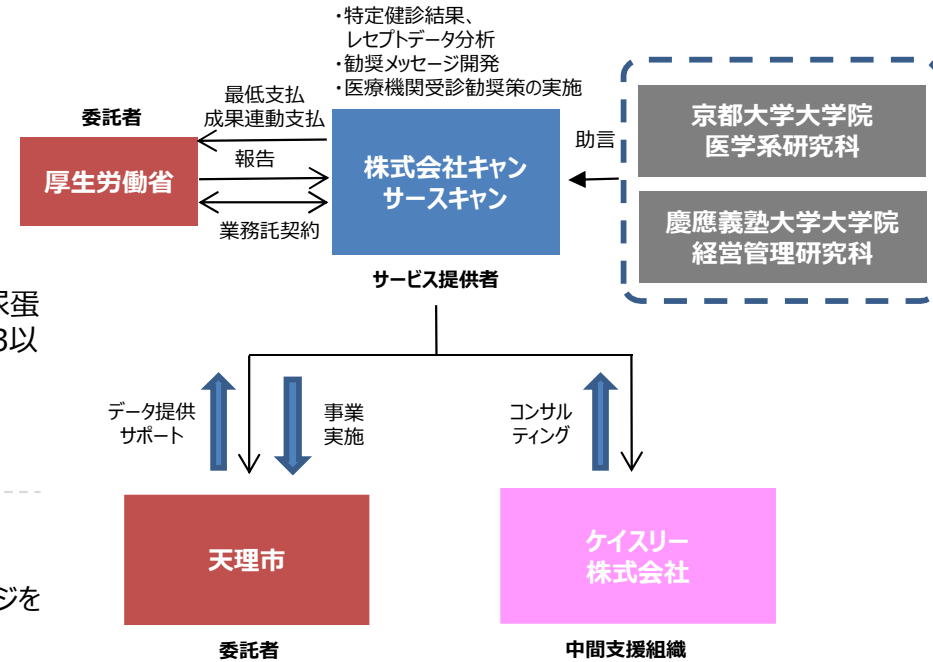 ・特定健診結果、
レセプトデータ分析
・勧奨メッセージ開発
・医療機関受診勧奨策の実施
委託者
最低支払
成果連動支払
報告
業務託契約
厚生労働省
株式会社キャン
サースキャン
サービス提供者
助言
京都大学大学院
医学系研究科
慶應義塾大学大学院
経営管理研究科
尿蛋
3以
データ提供
サポート
事業
実施
コンサル
ティング
天理市
委託者
ケイスリー
株式会社
中間支援組織
ジを